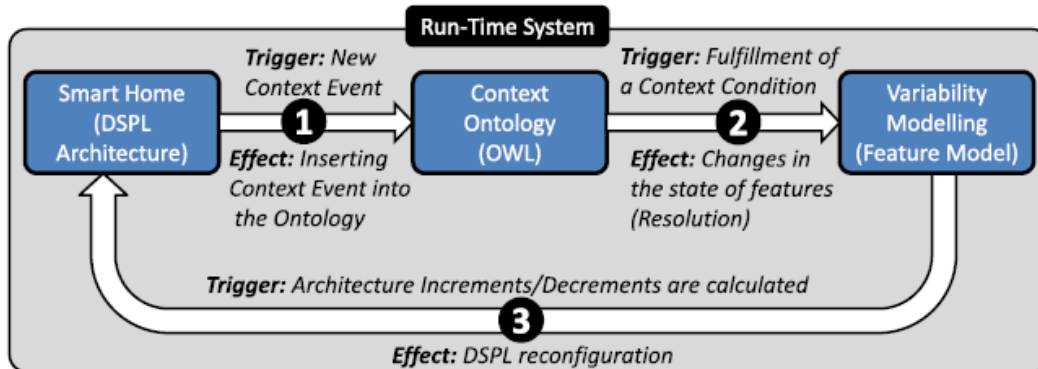 Run-Time System
Smart Home
(DSPL
Architecture)
Trigger: New
Context Event
1
Effect: Inserting
Context Event into
the Ontology
Context
Ontology
(OWL)
Trigger: Fulfillment of
a Context Condition
2
Effect: Changes in
the state of features
(Resolution)
Variability
Modelling
(Feature Model)
Trigger: Architecture Increments/Decrements are calculated
3
Effect: DSPL reconfiguration